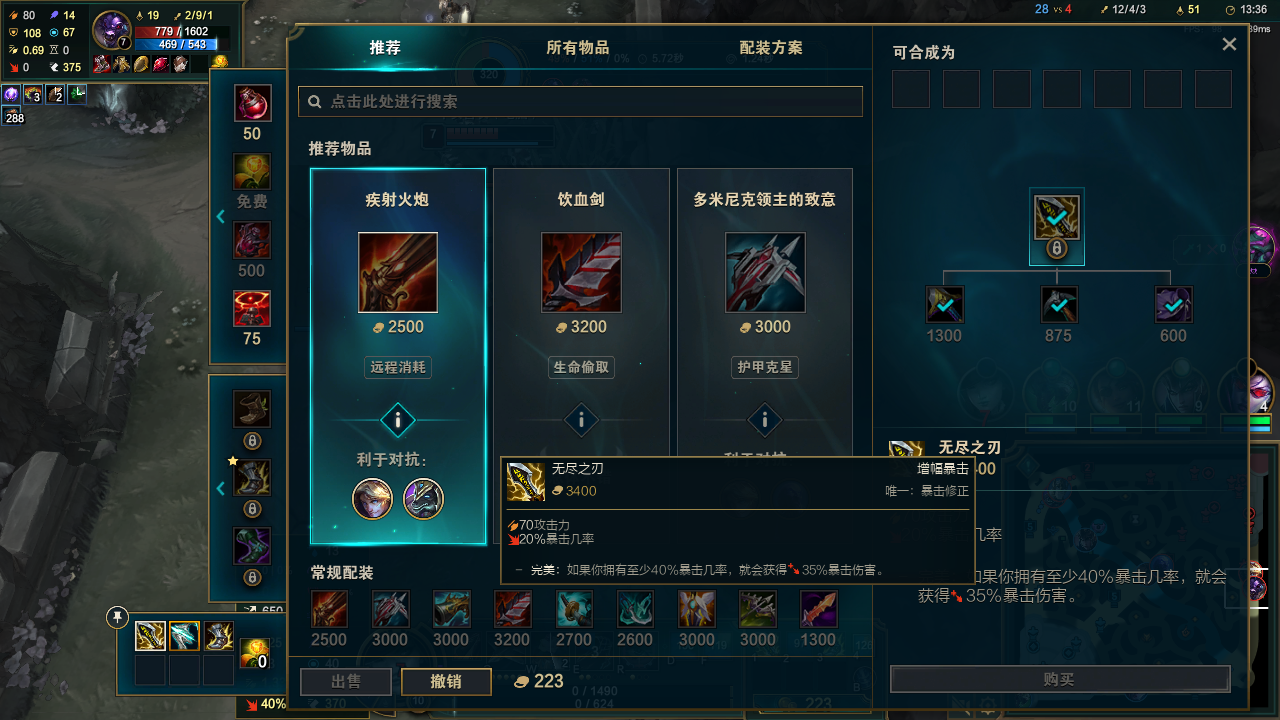 80 14
108 67
0.69 0
0 375
19 2/9/1
779 / 1602
469 / 543
7
3 2
288
28 vs 4 12/4/3 51 13:36
推荐 所有物品 配装方案
点击此处进行搜索
推荐物品
50
免费
500
75
疾射火炮
2500
远程消耗
利于对抗：
饮血剑
3200
生命偷取
多米尼克领主的致意
3000
护甲克星
可合成为
1300 875 600
无尽之刃
如果你拥有至少40%暴击几率，就会
获得35%暴击伤害。
购买
无尽之刃 增幅暴击
3400 唯一：暴击修正
70攻击力
20%暴击几率
– 完美：如果你拥有至少40%暴击几率，就会获得35%暴击伤害。
常规配装
2500 3000 3000 3200 2700 2600 3000 3000 1300
出售 撤销 223
0
40%
4